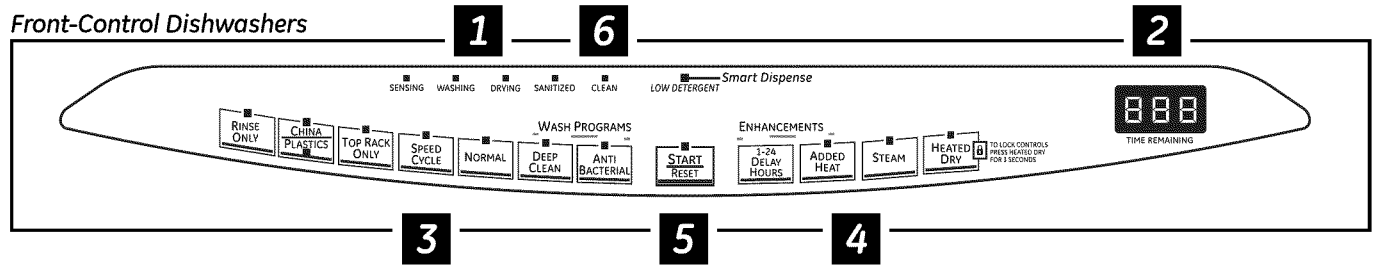 Front-Control Dishwashers
1
6
2
SENSING WASHING DRYING SANITIZED CLEAN
LOW DETERGENT
Smart Dispense
888
TIME REMAINING
WASH PROGRAMS
ENHANCEMENTS
RINSE
ONLY
CHINA
PLASTICS
TOP RACK
ONLY
SPEED
CYCLE
NORMAL
DEEP
CLEAN
ANTI
BACTERIAL
START
RESET
1-24
DELAY
HOURS
ADDED
HEAT
STEAM
HEATED
DRY
TO LOCK CONTROLS
PRESS HEATED DRY
FOR 3 SECONDS
3
5
4